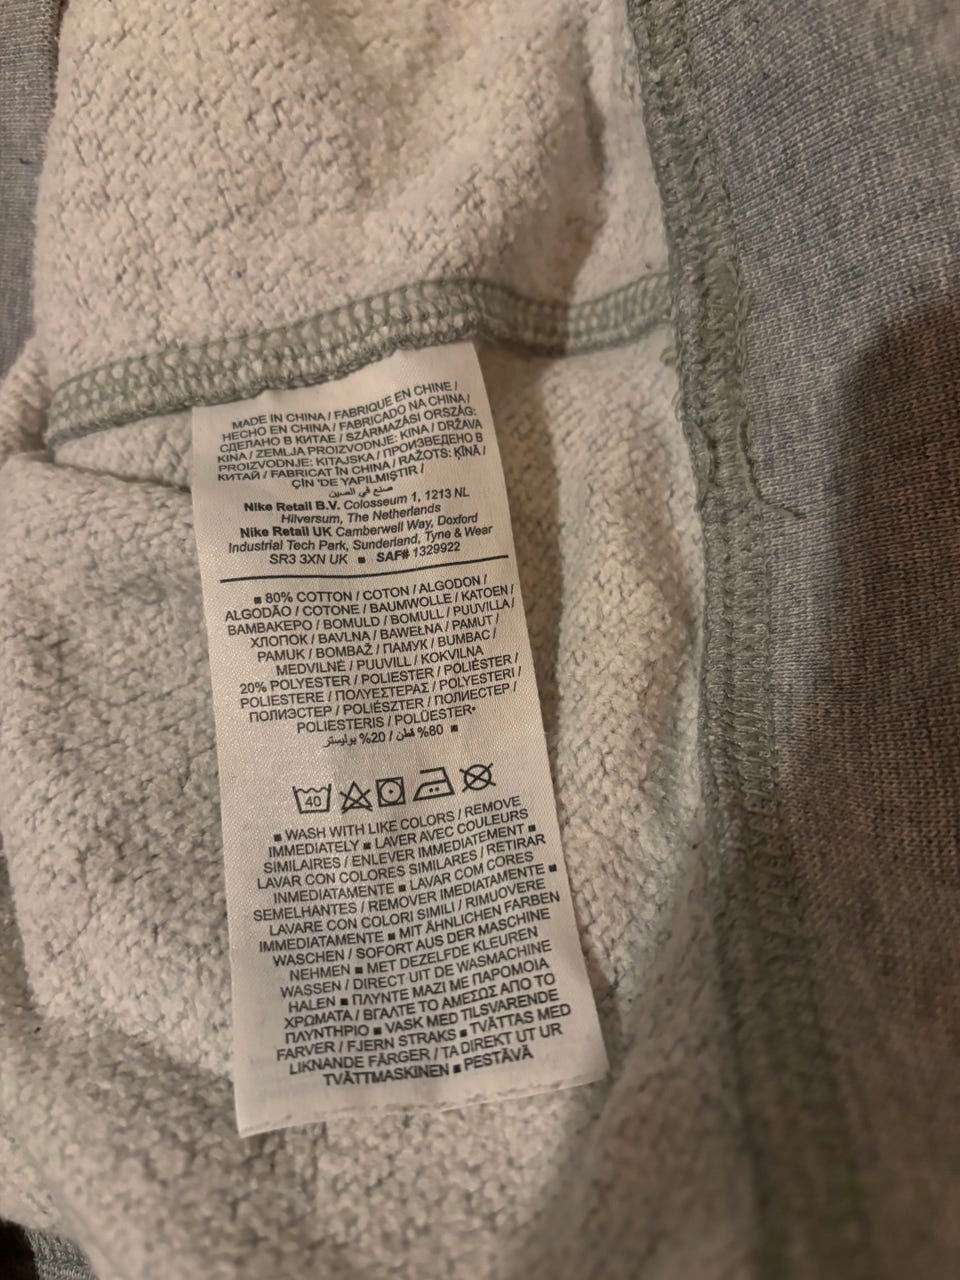 MADE IN CHINA / FABRIQUE EN CHINE /
HECHO EN CHINA / FABRICADO NA CHINA /
СДЕЛАНО В КИТАЕ / SZÁRMAZÁSI ORSZÁG:
KINA / ZEMLJA PROIZVODNJE: KINA / DRŽAVA
PROIZVODNJE: KITAJSKA / ПРОИЗВЕДЕНО В
КИТАЙ / FABRICAT ÎN CHINA / RAŽOTS: ĶĪNĀ /
ÇİN 'DE YAPILMIŞTIR /
صنع في الصين
Nike Retail B.V. Colosseum 1, 1213 NL
Hilversum, The Netherlands
Nike Retail UK Camberwell Way, Doxford
Industrial Tech Park, Sunderland, Tyne & Wear
SR3 3XN UK ■ SAF# 1329922
■ 80% COTTON / COTON / ALGODON /
ALGODÃO / COTONE / BAUMWOLLE / KATOEN /
ΒΑΜΒΑΚΕΡΟ / BOMULD / BOMULL / PUUVILLA /
ХЛОПОК / BAVLNA / BAWEŁNA / PAMUT /
PAMUK / BOMBAŽ / ПАМУК / BUMBAC /
MEDVILNĖ / PUUVILL / KOKVILNA
20% POLYESTER / POLIESTER / POLIÉSTER /
POLIESTERE / ΠΟΛΥΕΣΤΕΡΑΣ / POLYESTERI /
ПОЛИЭСТЕР / POLIÉSZTER / ПОЛИЕСТЕР /
POLIESTERIS / POLÜESTER•
80% قطن / 20% بوليستر ■
40
■ WASH WITH LIKE COLORS / REMOVE
IMMEDIATELY ■ LAVER AVEC COULEURS
SIMILAIRES / ENLEVER IMMEDIATEMENT ■
LAVAR CON COLORES SIMILARES / RETIRAR
INMEDIATAMENTE ■ LAVAR COM CORES
SEMELHANTES / REMOVER IMEDIATAMENTE ■
LAVARE CON COLORI SIMILI / RIMUOVERE
IMMEDIATAMENTE ■ MIT ÄHNLICHEN FARBEN
WASCHEN / SOFORT AUS DER MASCHINE
NEHMEN ■ MET DEZELFDE KLEUREN
WASSEN / DIRECT UIT DE WASMACHINE
HALEN ■ ΠΛΥΝΤΕ ΜΑΖΙ ΜΕ ΠΑΡΟΜΟΙΑ
ΧΡΩΜΑΤΑ / ΒΓΑΛΤΕ ΤΟ ΑΜΕΣΩΣ ΑΠΟ ΤΟ
ΠΛΥΝΤΗΡΙΟ ■ VASK MED TILSVARENDE
FARVER / FJERN STRAKS ■ TVÄTTAS MED
LIKNANDE FÄRGER / TA DIREKT UT UR
TVÄTTMASKINEN ■ PESTÄVÄ